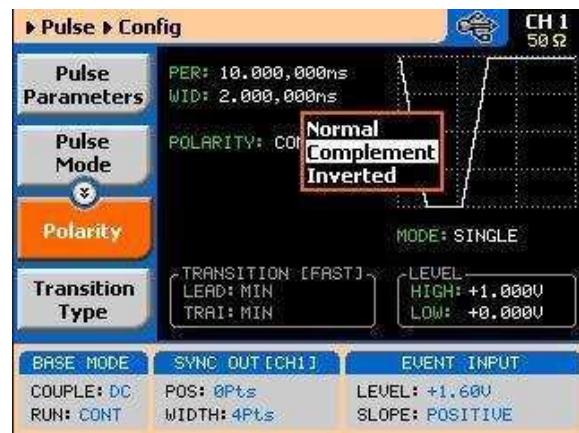 Pulse Config
CH 1
50 Ω
Pulse Parameters
Pulse Mode
Polarity
Transition Type
PER: 10.000,000ms
WID: 2.000,000ms
POLARITY: COM
Normal
Complement
Inverted
MODE: SINGLE
TRANSITION [FAST]
LEAD: MIN
TRAI: MIN
LEVEL
HIGH: +1.000V
LOW: +0.000V
BASE MODE
COUPLE: DC
RUN: CONT
SYNC OUT [CH1]
POS: 0Pts
WIDTH: 4Pts
EVENT INPUT
LEVEL: +1.60V
SLOPE: POSITIVE